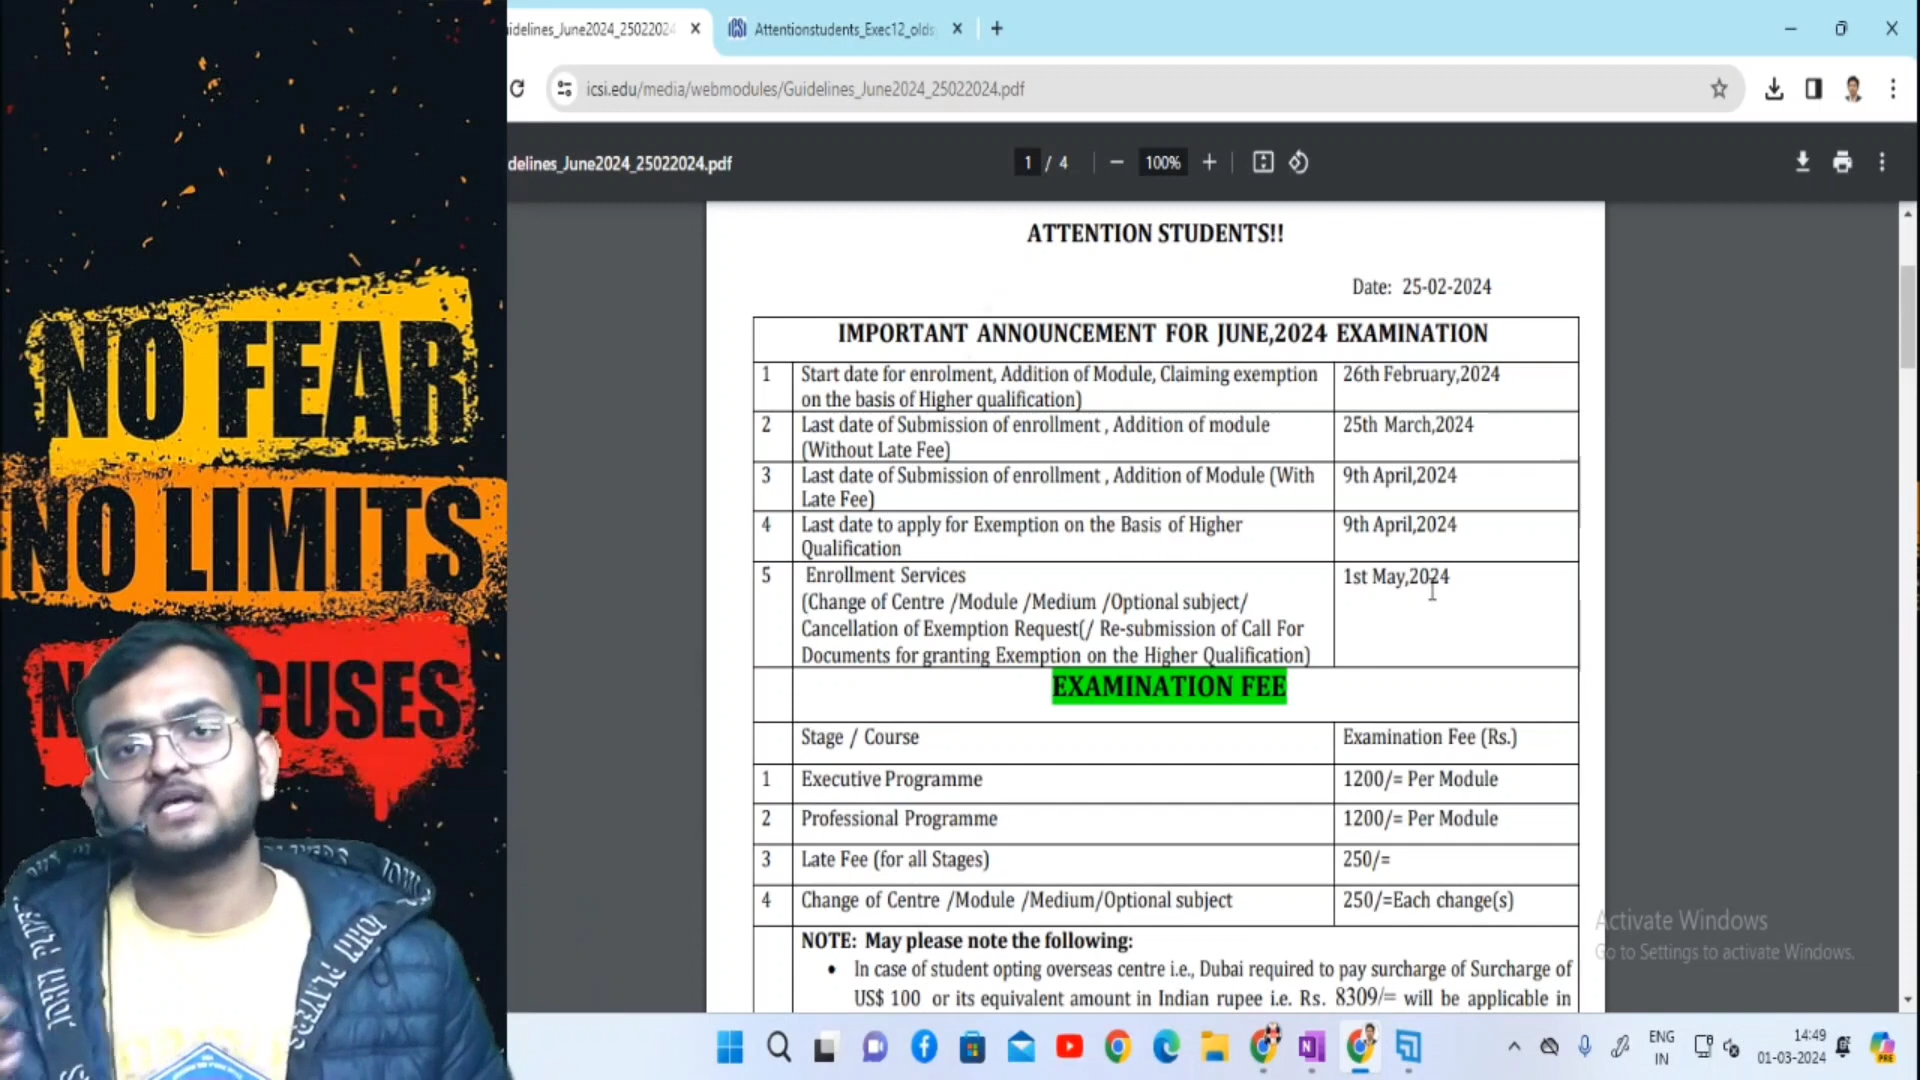 idelines_June2024_25022024
Attentionstudents_Exec12_olds
icsi.edu/media/webmodules/Guidelines_June2024_25022024.pdf
delines_June2024_25022024.pdf
1 / 4
100%
ATTENTION STUDENTS!!
Date: 25-02-2024
IMPORTANT ANNOUNCEMENT FOR JUNE,2024 EXAMINATION
1 Start date for enrolment, Addition of Module, Claiming exemption 26th February,2024
on the basis of Higher qualification)
2 Last date of Submission of enrollment , Addition of module 25th March,2024
(Without Late Fee)
3 Last date of Submission of enrollment , Addition of Module (With 9th April,2024
Late Fee)
4 Last date to apply for Exemption on the Basis of Higher 9th April,2024
Qualification
5 Enrollment Services 1st May,2024
(Change of Centre /Module /Medium /Optional subject/
Cancellation of Exemption Request(/ Re-submission of Call For
Documents for granting Exemption on the Higher Qualification)
EXAMINATION FEE
Stage / Course Examination Fee (Rs.)
1 Executive Programme 1200/= Per Module
2 Professional Programme 1200/= Per Module
3 Late Fee (for all Stages) 250/=
4 Change of Centre /Module /Medium/Optional subject 250/=Each change(s)
NOTE: May please note the following:
• In case of student opting overseas centre i.e., Dubai required to pay surcharge of Surcharge of
US$ 100 or its equivalent amount in Indian rupee i.e. Rs. 8309/= will be applicable in
Activate Windows
Go to Settings to activate Windows.
ENG
IN
14:49
01-03-2024
PRE
NO FEAR
NO LIMITS
N CUSES